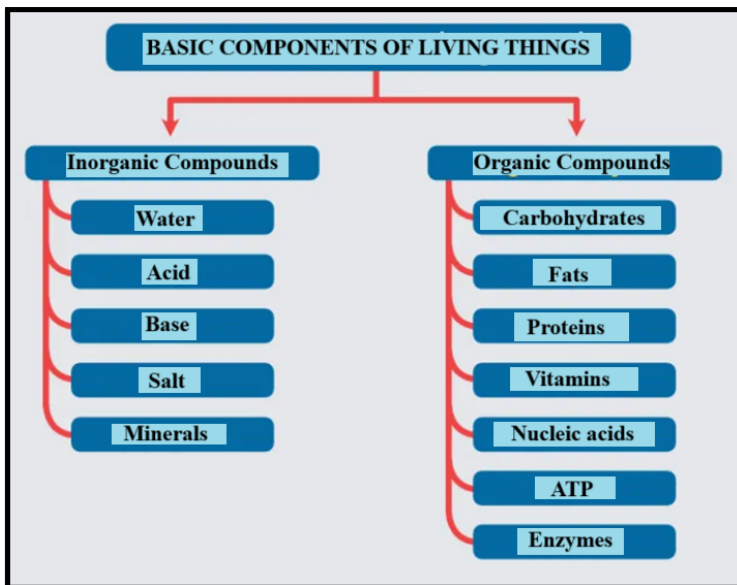 BASIC COMPONENTS OF LIVING THINGS
Inorganic Compounds
Water
Acid
Base
Salt
Minerals
Organic Compounds
Carbohydrates
Fats
Proteins
Vitamins
Nucleic acids
ATP
Enzymes